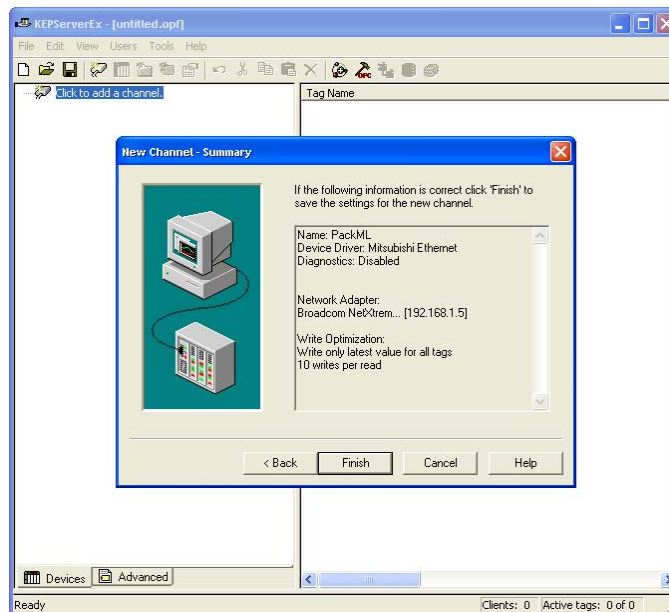 KEPServerEx - [untitled.opf]
File Edit View Users Tools Help
OPC
Click to add a channel.
Tag Name
New Channel - Summary
If the following information is correct click 'Finish' to
save the settings for the new channel.
Name: PackML
Device Driver: Mitsubishi Ethernet
Diagnostics: Disabled
Network Adapter:
Broadcom NetXtrem... [192.168.1.5]
Write Optimization:
Write only latest value for all tags
10 writes per read
< Back Finish Cancel Help
Devices Advanced
Ready Clients: 0 Active tags: 0 of 0